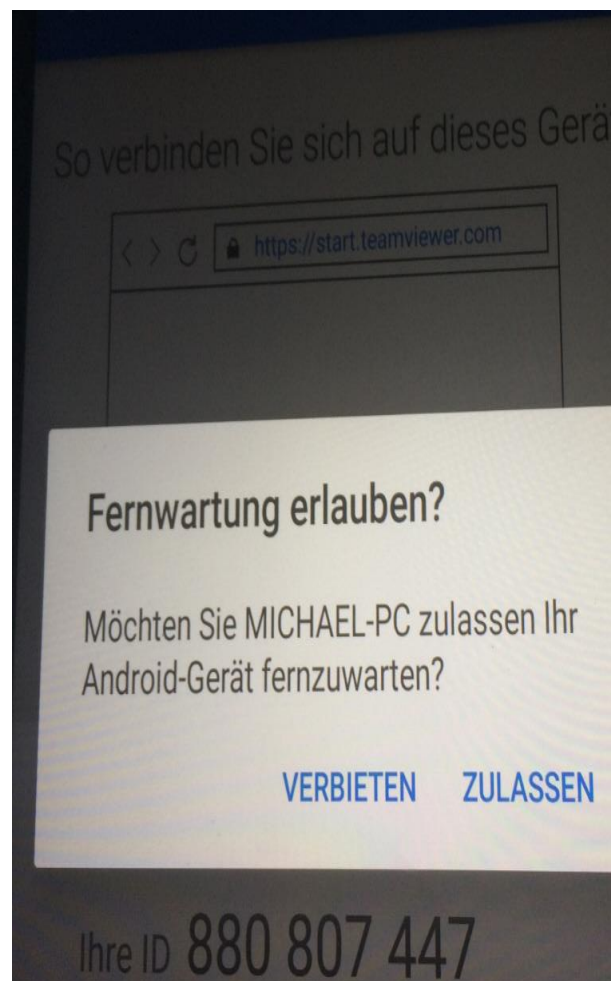 So verbinden Sie sich auf dieses Gerä
https://start.teamviewer.com
Fernwartung erlauben?
Möchten Sie MICHAEL-PC zulassen Ihr
Android-Gerät fernzuwarten?
VERBIETEN ZULASSEN
Ihre ID 880 807 447